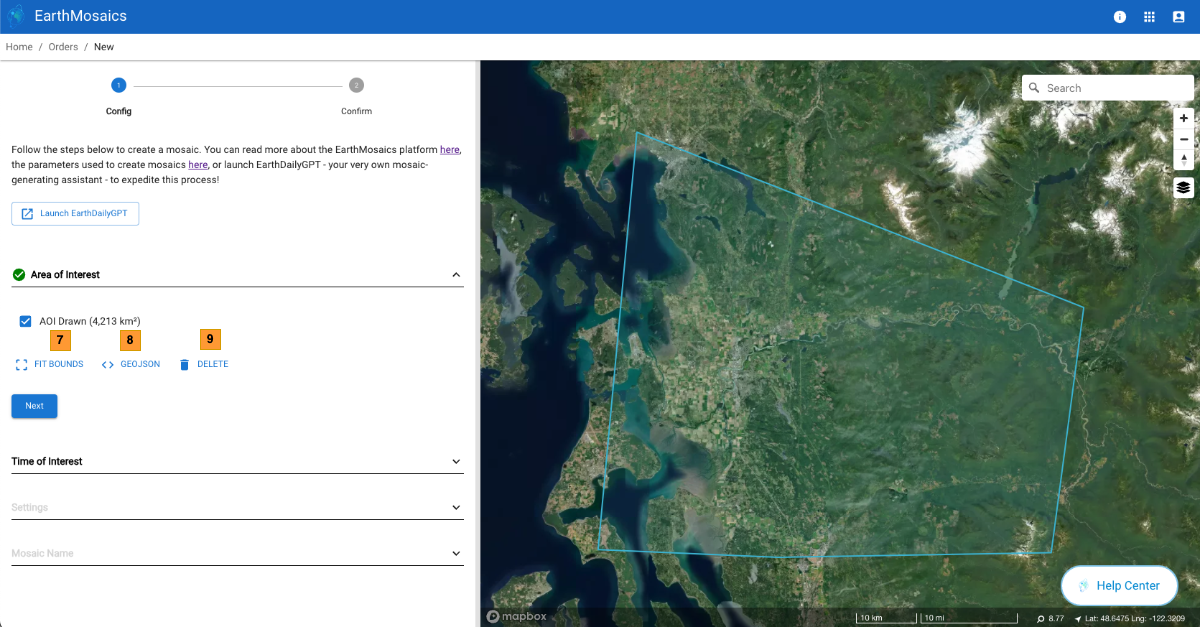 EarthMosaics
Home / Orders / New
1
2
Config
Confirm
Follow the steps below to create a mosaic. You can read more about the EarthMosaics platform here,
the parameters used to create mosaics here, or launch EarthDailyGPT - your very own mosaic-
generating assistant - to expedite this process!
Launch EarthDailyGPT
Area of Interest
AOI Drawn (4,213 km²)
7
8
9
FIT BOUNDS
GEOJSON
DELETE
Next
Time of Interest
Settings
Mosaic Name
Search
Help Center
mapbox
10 km
10 mi
8.77
Lat: 48.6475 Lng: -122.3209